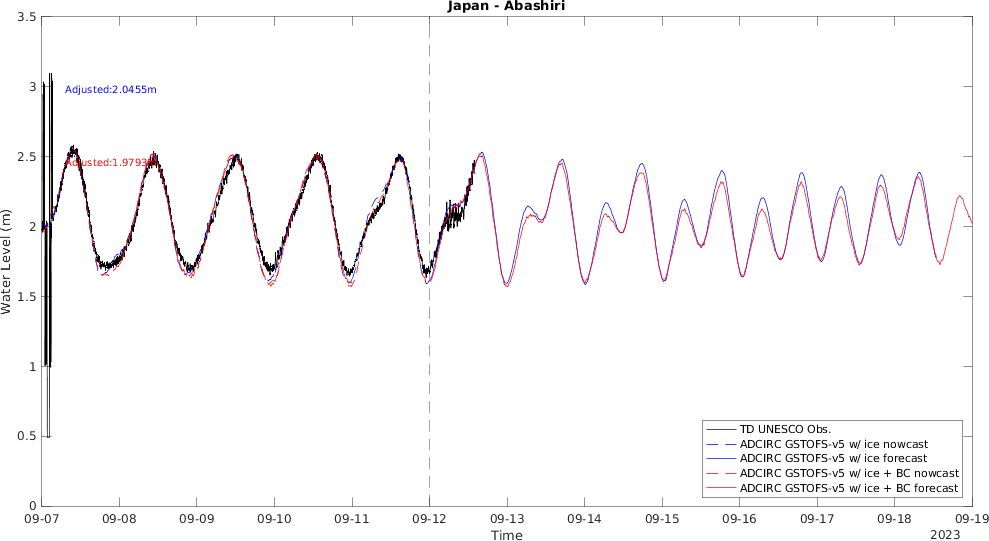 Japan - Abashiri
3.5
3
2.5
2
1.5
1
0.5
0
Water Level (m)
Adjusted:2.0455m
Adjusted:1.9793
TD UNESCO Obs.
ADCIRC GSTOFS-v5 w/ ice nowcast
ADCIRC GSTOFS-v5 w/ ice forecast
ADCIRC GSTOFS-v5 w/ ice + BC nowcast
ADCIRC GSTOFS-v5 w/ ice + BC forecast
09-07 09-08 09-09 09-10 09-11 09-12 09-13 09-14 09-15 09-16 09-17 09-18 09-19
Time
2023